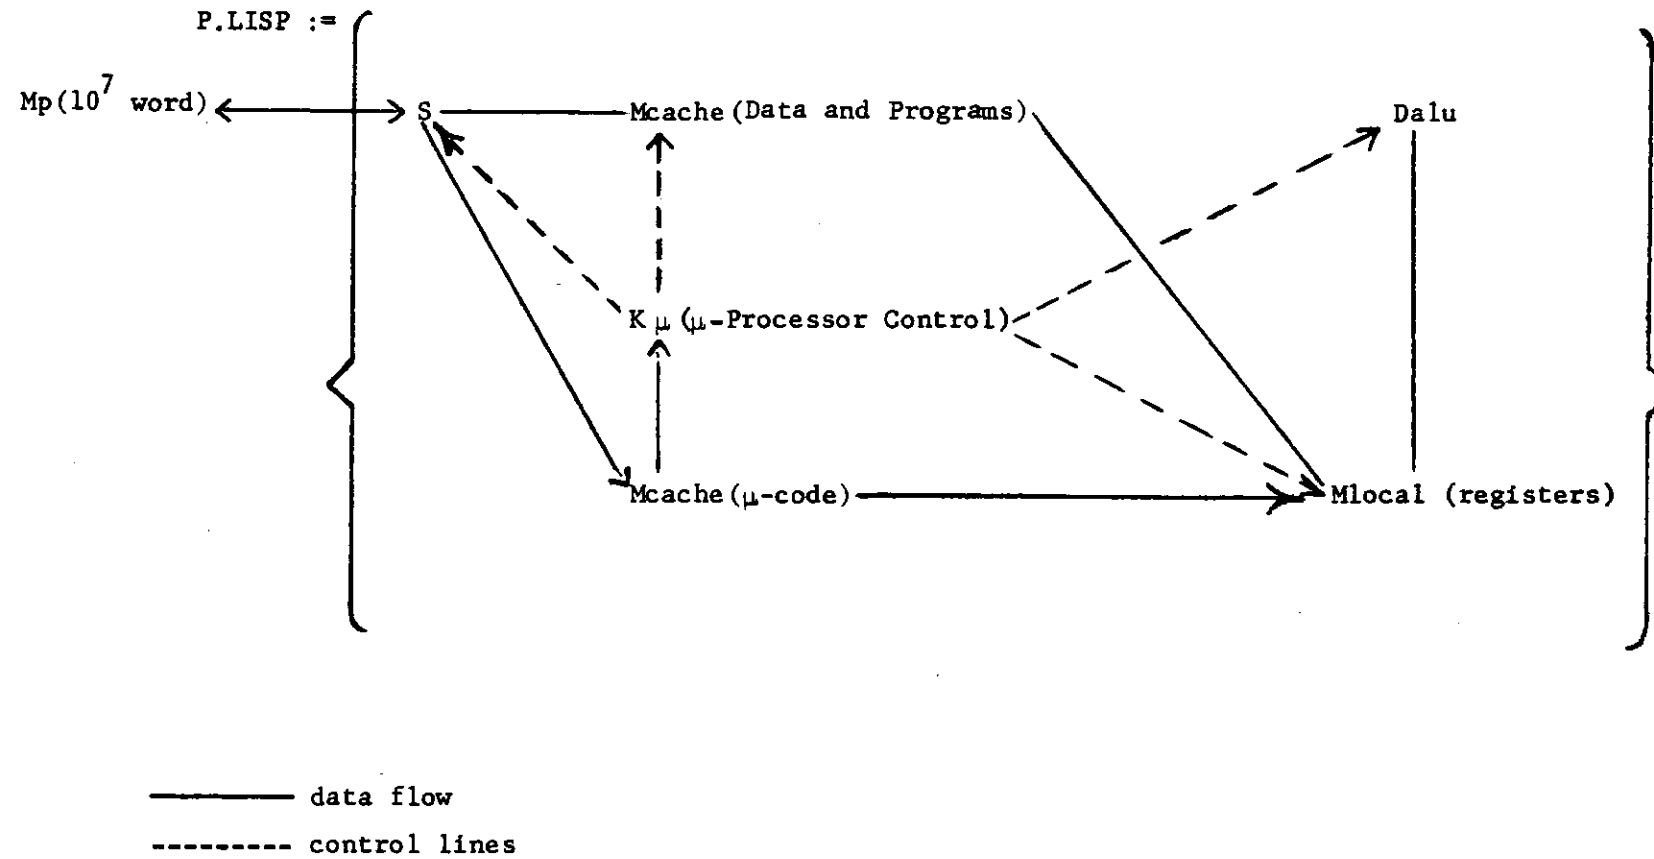 P.LISP :=
Mp(10^7 word)
S
Mcache(Data and Programs)
Dalu
Kμ(μ-Processor Control)
Mcache(μ-code)
Mlocal (registers)
data flow
control lines